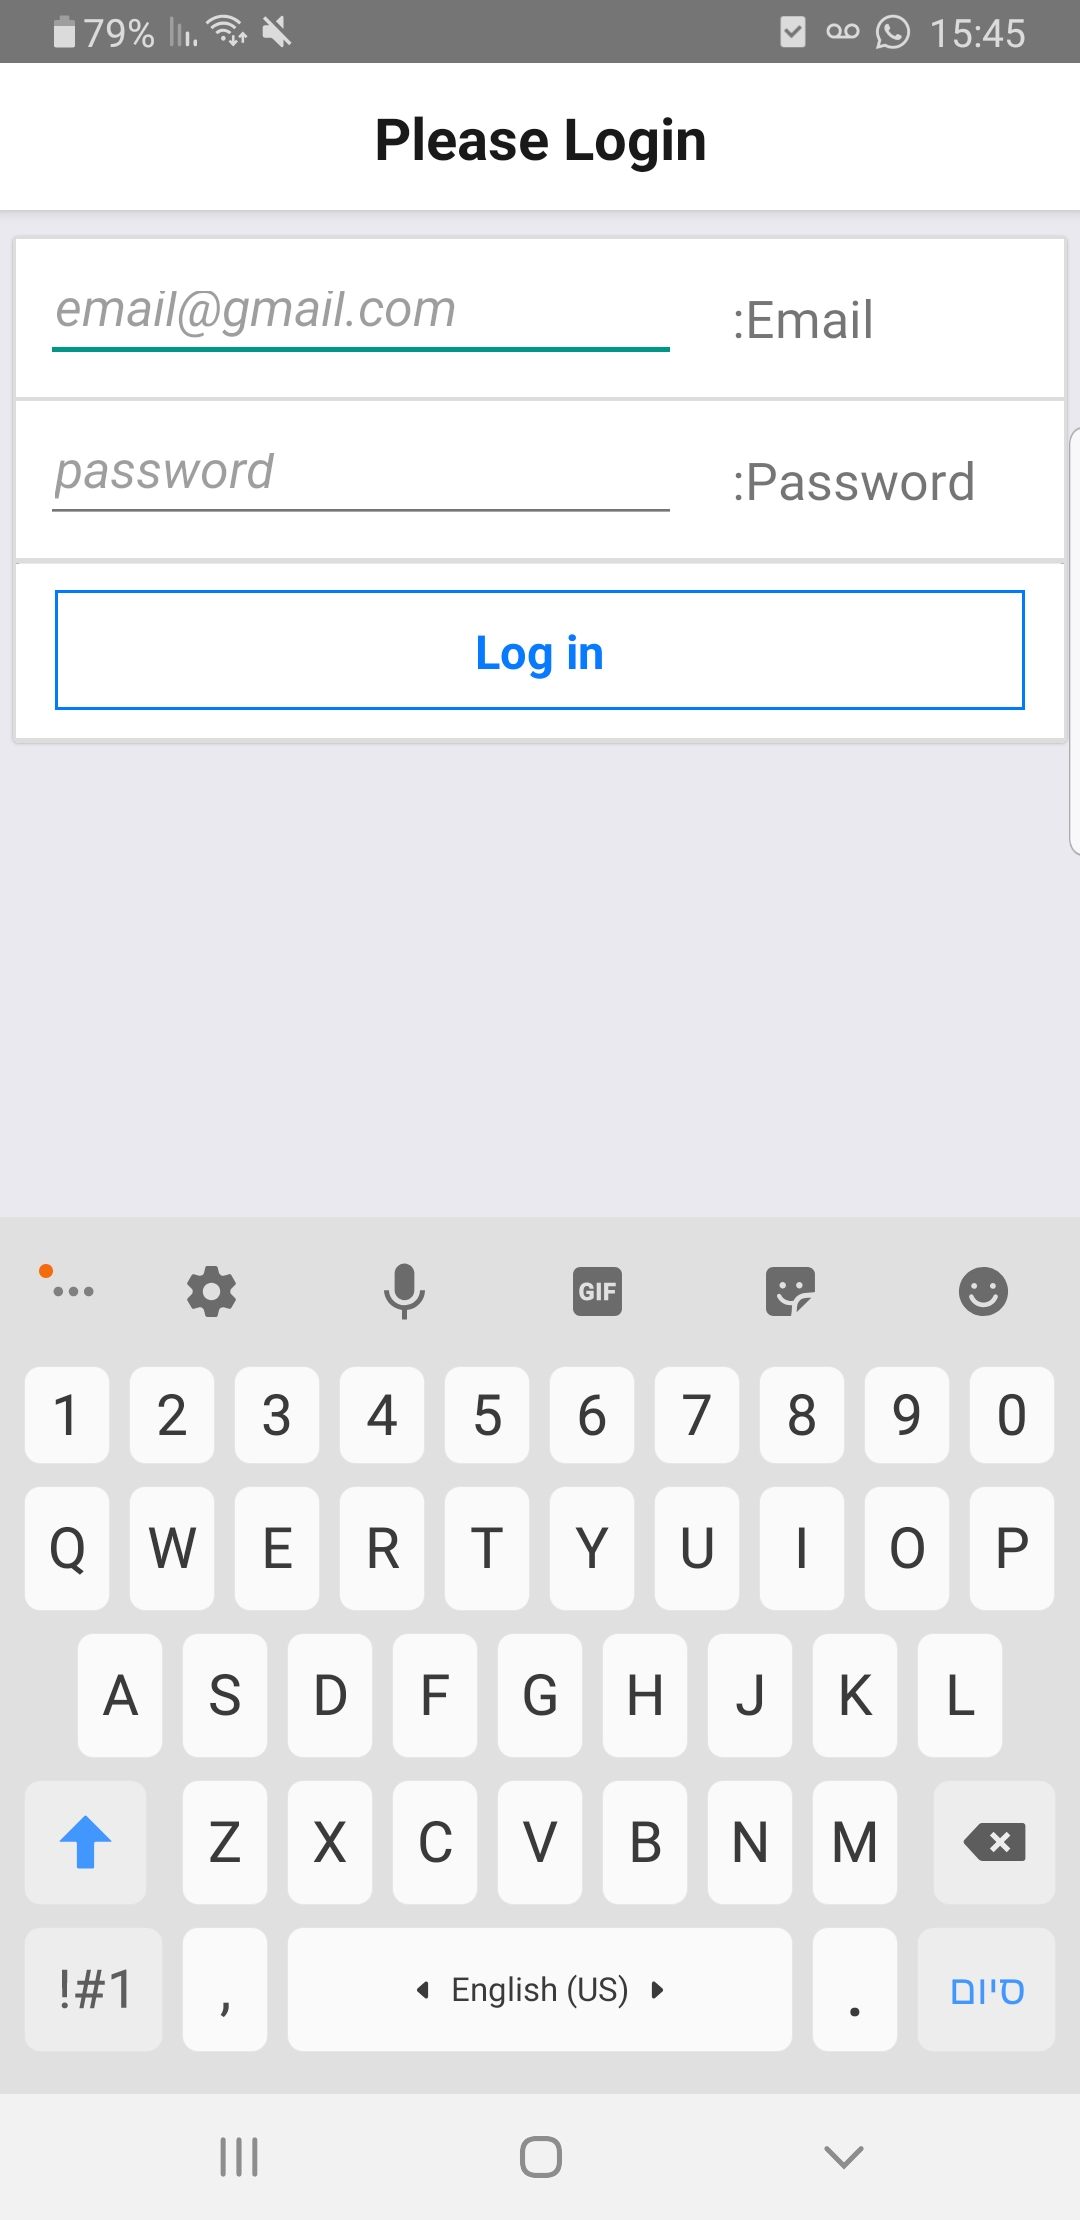 79% 15:45
Please Login
email@gmail.com :Email
password :Password
Log in
GIF
1 2 3 4 5 6 7 8 9 0
Q W E R T Y U I O P
A S D F G H J K L
Z X C V B N M
!#1 , English (US) . סיום